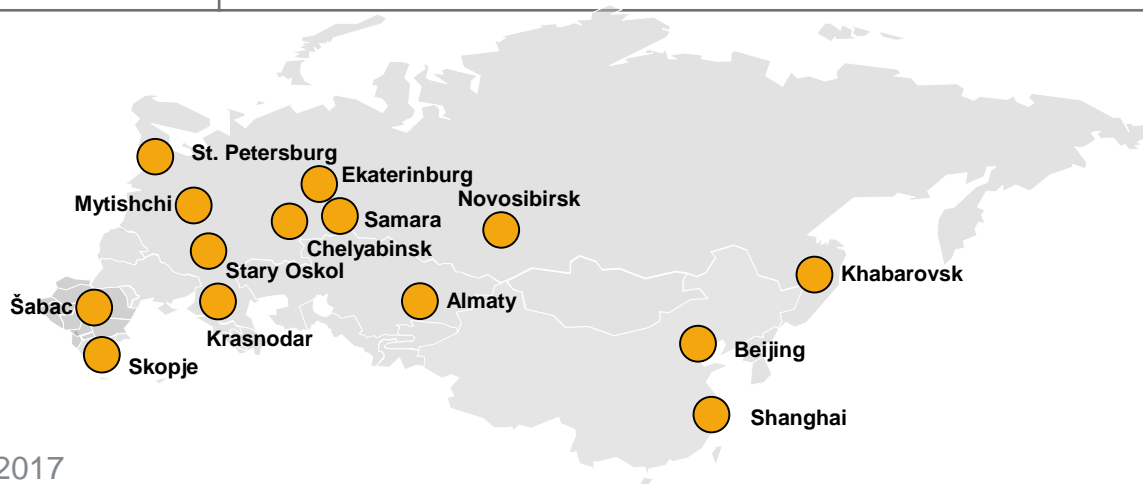 St. Petersburg
Ekaterinburg
Novosibirsk
Mytishchi
Samara
Chelyabinsk
Stary Oskol
Khabarovsk
Šabac
Almaty
Krasnodar
Beijing
Skopje
Shanghai
2017